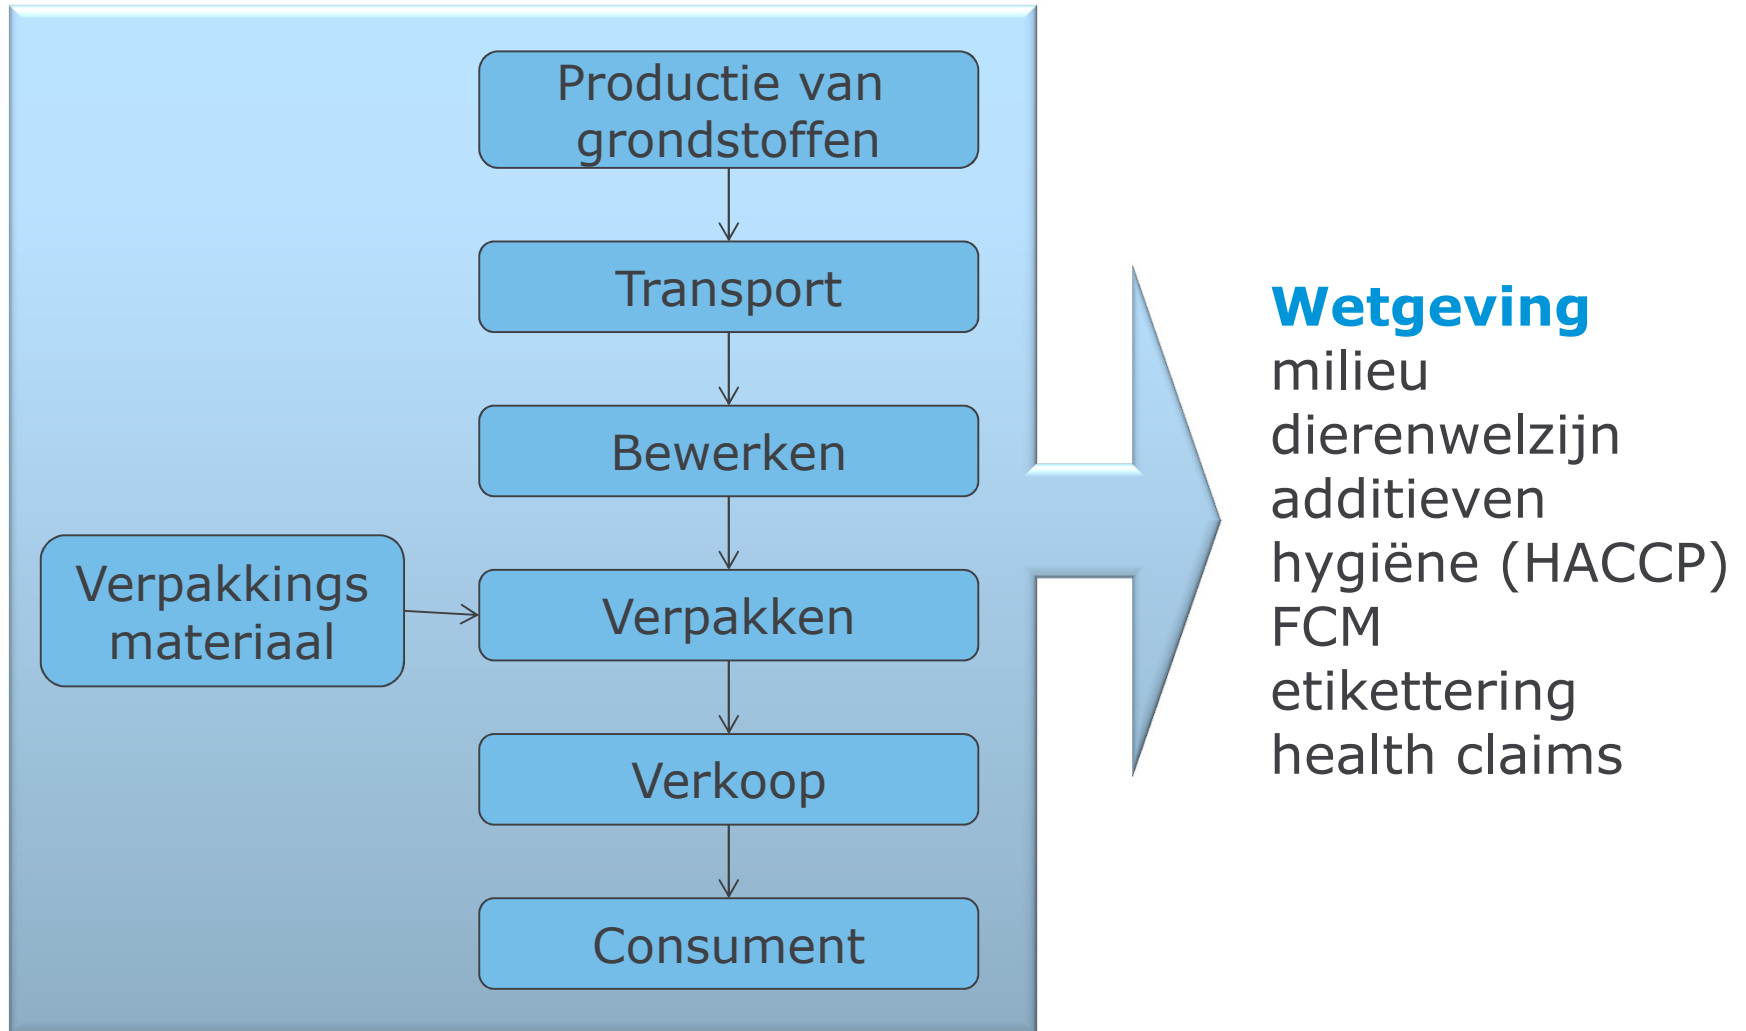 Productie van
grondstoffen
Transport
Bewerken
Verpakkings
materiaal
Verpakken
Verkoop
Consument
Wetgeving
milieu
dierenwelzijn
additieven
hygiëne (HACCP)
FCM
etikettering
health claims